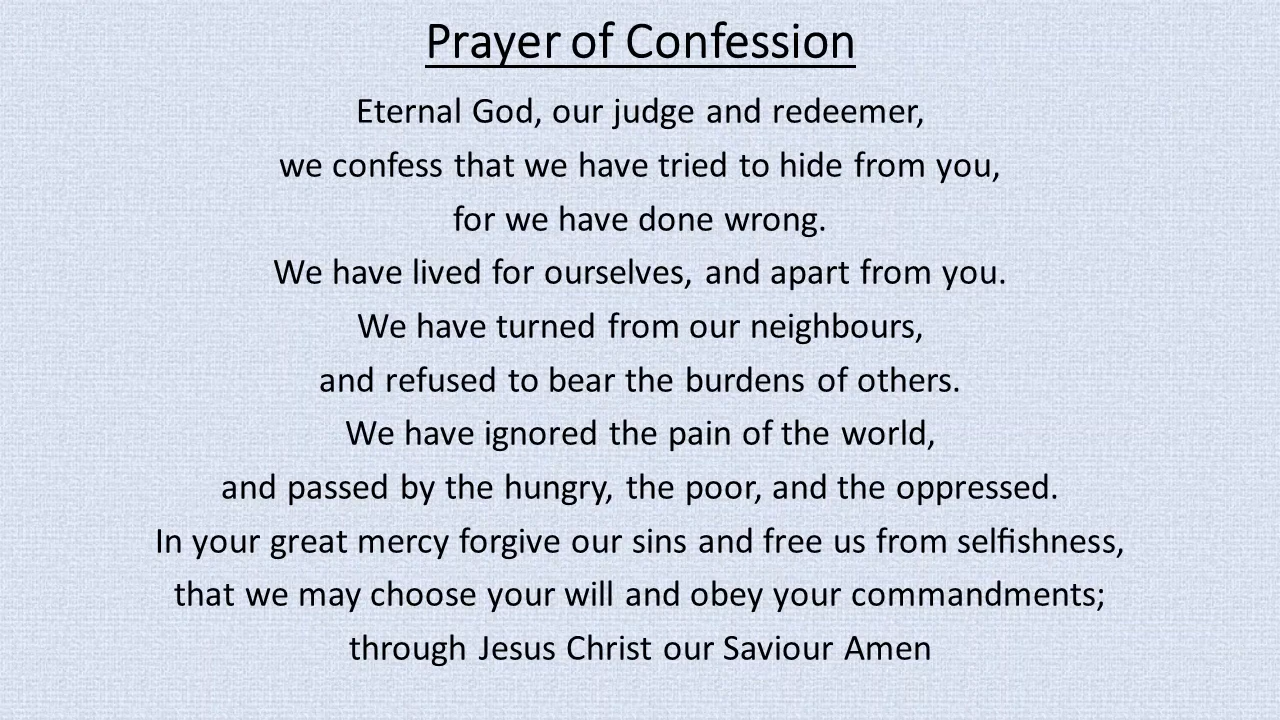 Prayer of Confession
Eternal God, our judge and redeemer,
we confess that we have tried to hide from you,
for we have done wrong.
We have lived for ourselves, and apart from you.
We have turned from our neighbours,
and refused to bear the burdens of others.
We have ignored the pain of the world,
and passed by the hungry, the poor, and the oppressed.
In your great mercy forgive our sins and free us from selfishness,
that we may choose your will and obey your commandments;
through Jesus Christ our Saviour Amen